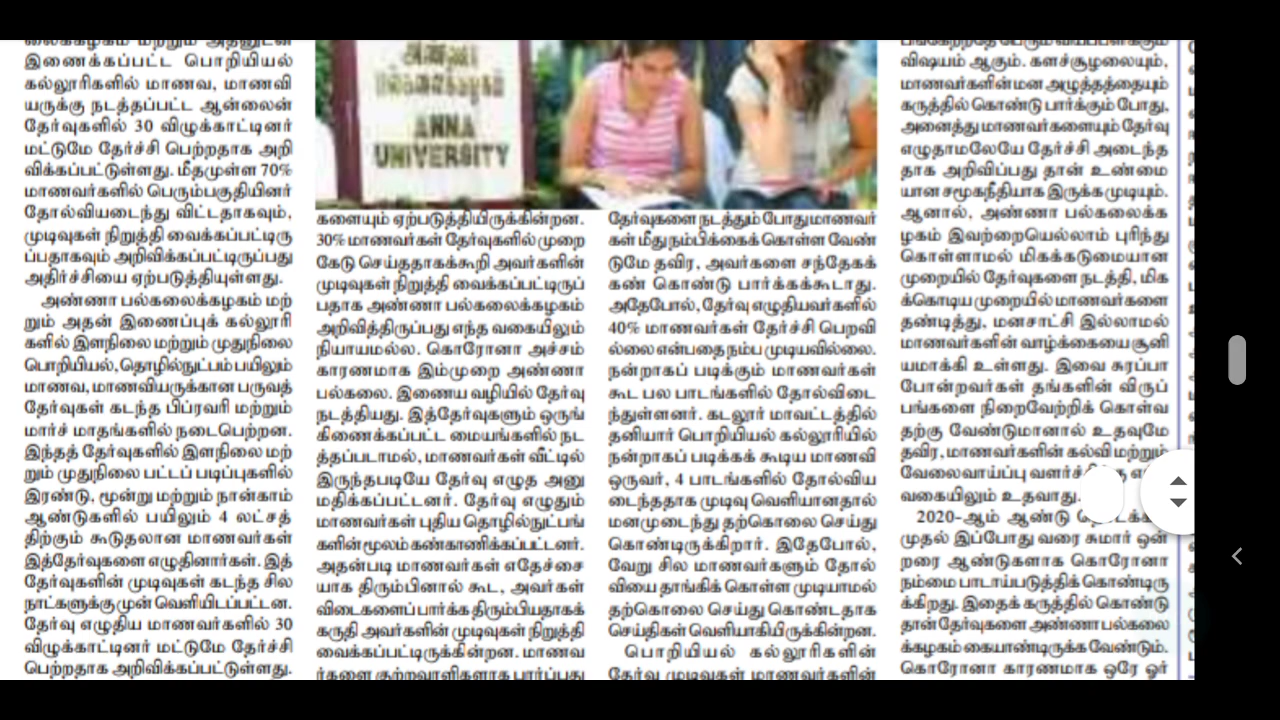 இணைக்கப்பட்ட பொறியியல்
கல்லூரிகளில் மாணவ, மாணவி
யருக்கு நடத்தப்பட்ட ஆன்லைன்
தேர்வுகளில் 30 விழுக்காட்டினர்
மட்டுமே தேர்ச்சி பெற்றதாக அறி
விக்கப்பட்டுள்ளது. மீதமுள்ள 70%
மாணவர்களில் பெரும்பகுதியினர்
தோல்வியடைந்து விட்டதாகவும்,
முடிவுகள் நிறுத்தி வைக்கப்பட்டிரு
ப்பதாகவும் அறிவிக்கப்பட்டிருப்பது
அதிர்ச்சியை ஏற்படுத்தியுள்ளது.
அண்ணா பல்கலைக்கழகம் மற்
றும் அதன் இணைப்புக் கல்லூரி
களில் இளநிலை மற்றும் முதுநிலை
பொறியியல், தொழில்நுட்பம் பயிலும்
மாணவ, மாணவியருக்கான பருவத்
தேர்வுகள் கடந்த பிப்ரவரி மற்றும்
மார்ச் மாதங்களில் நடைபெற்றன.
இந்தத் தேர்வுகளில் இளநிலை மற்
றும் முதுநிலை பட்டப் படிப்புகளில்
இரண்டு, மூன்று மற்றும் நான்காம்
ஆண்டுகளில் பயிலும் 4 லட்சத்
திற்கும் கூடுதலான மாணவர்கள்
இத்தேர்வுகளை எழுதினார்கள். இத்
தேர்வுகளின் முடிவுகள் கடந்த சில
நாட்களுக்கு முன் வெளியிடப்பட்டன.
தேர்வு எழுதிய மாணவர்களில் 30
விழுக்காட்டினர் மட்டுமே தேர்ச்சி
பெற்றதாக அறிவிக்கப்பட்டுள்ளது.
ANNA
UNIVERSITY
களையும் ஏற்படுத்தியிருக்கின்றன.
30% மாணவர்கள் தேர்வுகளில் முறை
கேடு செய்ததாகக்கூறி அவர்களின்
முடிவுகள் நிறுத்தி வைக்கப்பட்டிருப்
பதாக அண்ணா பல்கலைக்கழகம்
அறிவித்திருப்பது எந்த வகையிலும்
நியாயமல்ல. கொரோனா அச்சம்
காரணமாக இம்முறை அண்ணா
பல்கலை. இணைய வழியில் தேர்வு
நடத்தியது. இத்தேர்வுகளும் ஒருங்
கிணைக்கப்பட்ட மையங்களில் நட
த்தப்படாமல், மாணவர்கள் வீட்டில்
இருந்தபடியே தேர்வு எழுத அனு
மதிக்கப்பட்டனர். தேர்வு எழுதும்
மாணவர்கள் புதிய தொழில்நுட்பங்
களின் மூலம் கண்காணிக்கப்பட்டனர்.
அதன்படி மாணவர்கள் எதேச்சை
யாக திரும்பினால் கூட, அவர்கள்
விடைகளைப் பார்க்க திரும்பியதாகக்
கருதி அவர்களின் முடிவுகள் நிறுத்தி
வைக்கப்பட்டிருக்கின்றன. மாணவ
ர்களை குற்றவாளிகளாக பார்ப்பது
தேர்வுகளை நடத்தும் போது மாணவர்
கள் மீது நம்பிக்கைக் கொள்ள வேண்
டுமே தவிர, அவர்களை சந்தேகக்
கண் கொண்டு பார்க்கக்கூடாது.
அதேபோல், தேர்வு எழுதியவர்களில்
40% மாணவர்கள் தேர்ச்சி பெறவி
ல்லை என்பதை நம்ப முடியவில்லை.
நன்றாகப் படிக்கும் மாணவர்கள்
கூட பல பாடங்களில் தோல்விடை
ந்துள்ளனர். கடலூர் மாவட்டத்தில்
தனியார் பொறியியல் கல்லூரியில்
நன்றாகப் படிக்கக் கூடிய மாணவி
ஒருவர், 4 பாடங்களில் தோல்விய
டைந்ததாக முடிவு வெளியானதால்
மனமுடைந்து தற்கொலை செய்து
கொண்டிருக்கிறார். இதேபோல்,
வேறு சில மாணவர்களும் தோல்
வியை தாங்கிக் கொள்ள முடியாமல்
தற்கொலை செய்து கொண்டதாக
செய்திகள் வெளியாகியிருக்கின்றன.
பொறியியல் கல்லூரிகளின்
தேர்வு முடிவுகள் மாணவர்களின்
விஷயம் ஆகும். களச்சூழலையும்,
மாணவர்களின் மன அழுத்தத்தையும்
கருத்தில் கொண்டு பார்க்கும் போது,
அனைத்து மாணவர்களையும் தேர்வு
எழுதாமலேயே தேர்ச்சி அடைந்த
தாக அறிவிப்பது தான் உண்மை
யான சமூகநீதியாக இருக்க முடியும்.
ஆனால், அண்ணா பல்கலைக்க
ழகம் இவற்றையெல்லாம் புரிந்து
கொள்ளாமல் மிகக்கடுமையான
முறையில் தேர்வுகளை நடத்தி, மிக
க்கொடிய முறையில் மாணவர்களை
தண்டித்து, மனசாட்சி இல்லாமல்
மாணவர்களின் வாழ்க்கையை சூனி
யமாக்கி உள்ளது. இவை சுரப்பா
போன்றவர்கள் தங்களின் விருப்
பங்களை நிறைவேற்றிக் கொள்வ
தற்கு வேண்டுமானால் உதவுமே
தவிர, மாணவர்களின் கல்வி மற்றும்
வேலைவாய்ப்பு
வகையிலும் உதவாது.
2020-ஆம் ஆண்டு
முதல் இப்போது வரை சுமார் ஒன்
றரை ஆண்டுகளாக கொரோனா
நம்மை பாடாய்படுத்திக் கொண்டிரு
க்கிறது. இதைக் கருத்தில் கொண்டு
தான் தேர்வுகளை அண்ணா பல்கலை
க்கழகம் கையாண்டிருக்க வேண்டும்.
கொரோனா காரணமாக ஒரே ஓர்